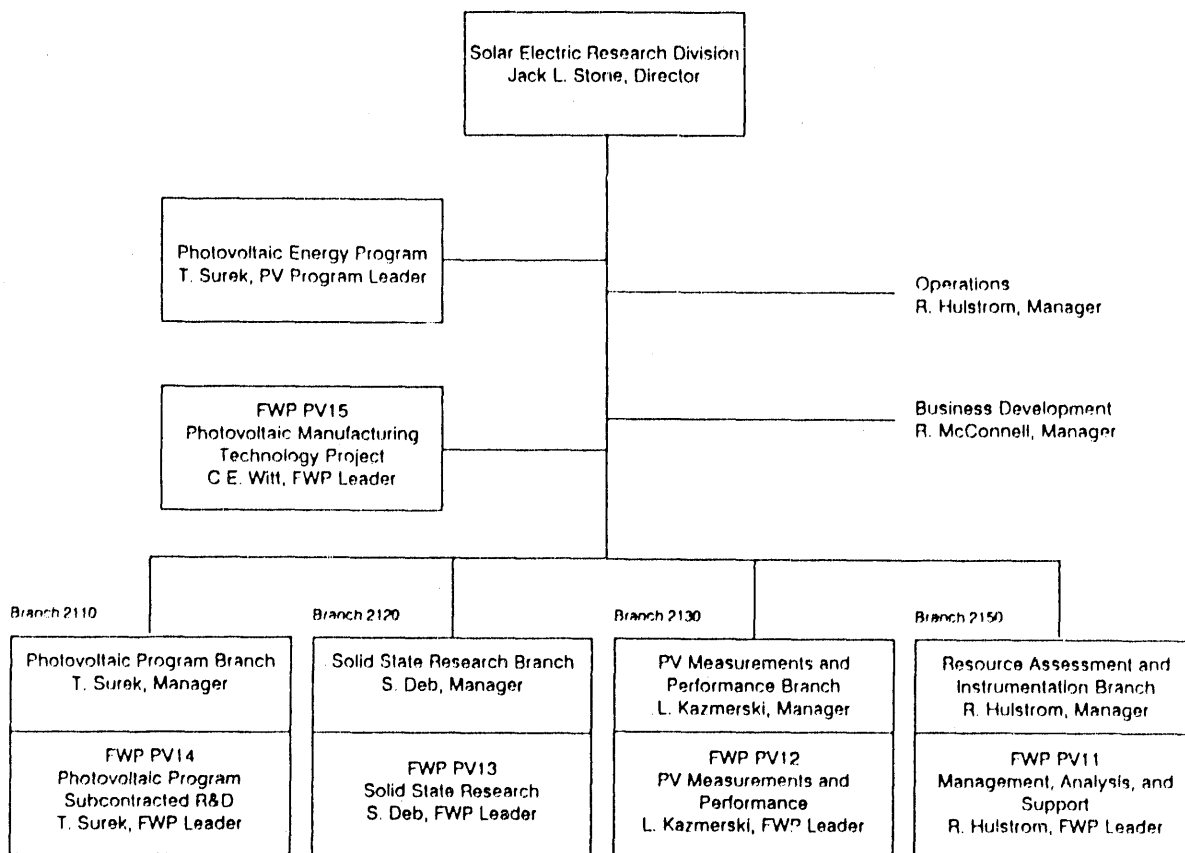 Solar Electric Research Division
Jack L. Stone, Director
Photovoltaic Energy Program
T. Surek, PV Program Leader
Operations
R. Hulstrom, Manager
FWP PV15
Photovoltaic Manufacturing
Technology Project
C E. Witt, FWP Leader
Business Development
R. McConnell, Manager
Branch 2110
Photovoltaic Program Branch
T. Surek, Manager
FWP PV14
Photovoltaic Program
Subcontracted R&D
T. Surek, FWP Leader
Branch 2120
Solid State Research Branch
S. Deb, Manager
FWP PV13
Solid State Research
S. Deb, FWP Leader
Branch 2130
PV Measurements and
Performance Branch
L. Kazmerski, Manager
FWP PV12
PV Measurements and
Performance
L. Kazmerski, FWP Leader
Branch 2150
Resource Assessment and
Instrumentation Branch
R. Hulstrom, Manager
FWP PV11
Management, Analysis, and
Support
R. Hulstrom, FWP Leader